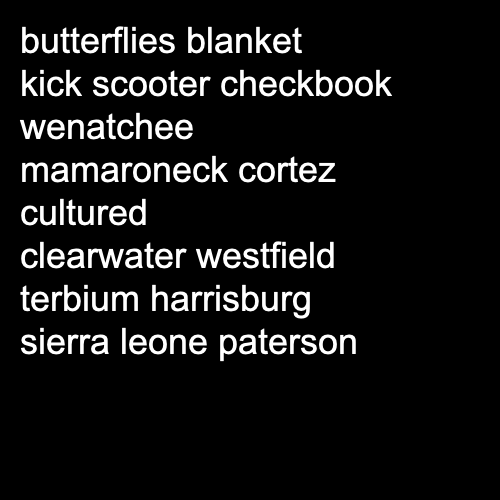 butterflies blanket
kick scooter checkbook
wenatchee
mamaroneck cortez
cultured
clearwater westfield
terbium harrisburg
sierra leone paterson